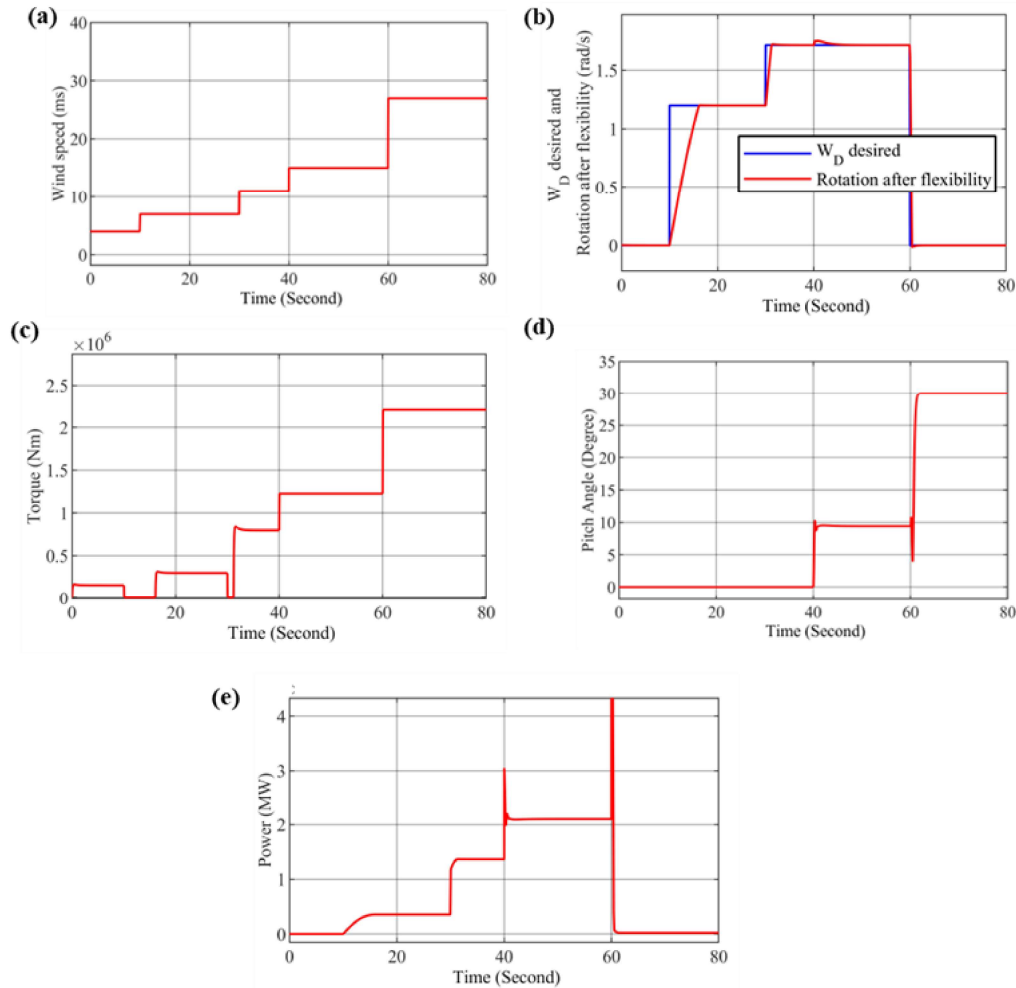 (a)
40
30
20
10
0
Wind speed (ms)
0 20 40 60 80
Time (Second)
(b)
1.5
1
0.5
0
W_D desired and
Rotation after flexibility (rad/s)
W_D desired
Rotation after flexibility
0 20 40 60 80
Time (Second)
(c)
×10^6
2.5
2
1.5
1
0.5
0
Torque (Nm)
0 20 40 60 80
Time (Second)
(d)
35
30
25
20
15
10
5
0
Pitch Angle (Degree)
0 20 40 60 80
Time (Second)
(e)
4
3
2
1
0
Power (MW)
0 20 40 60 80
Time (Second)